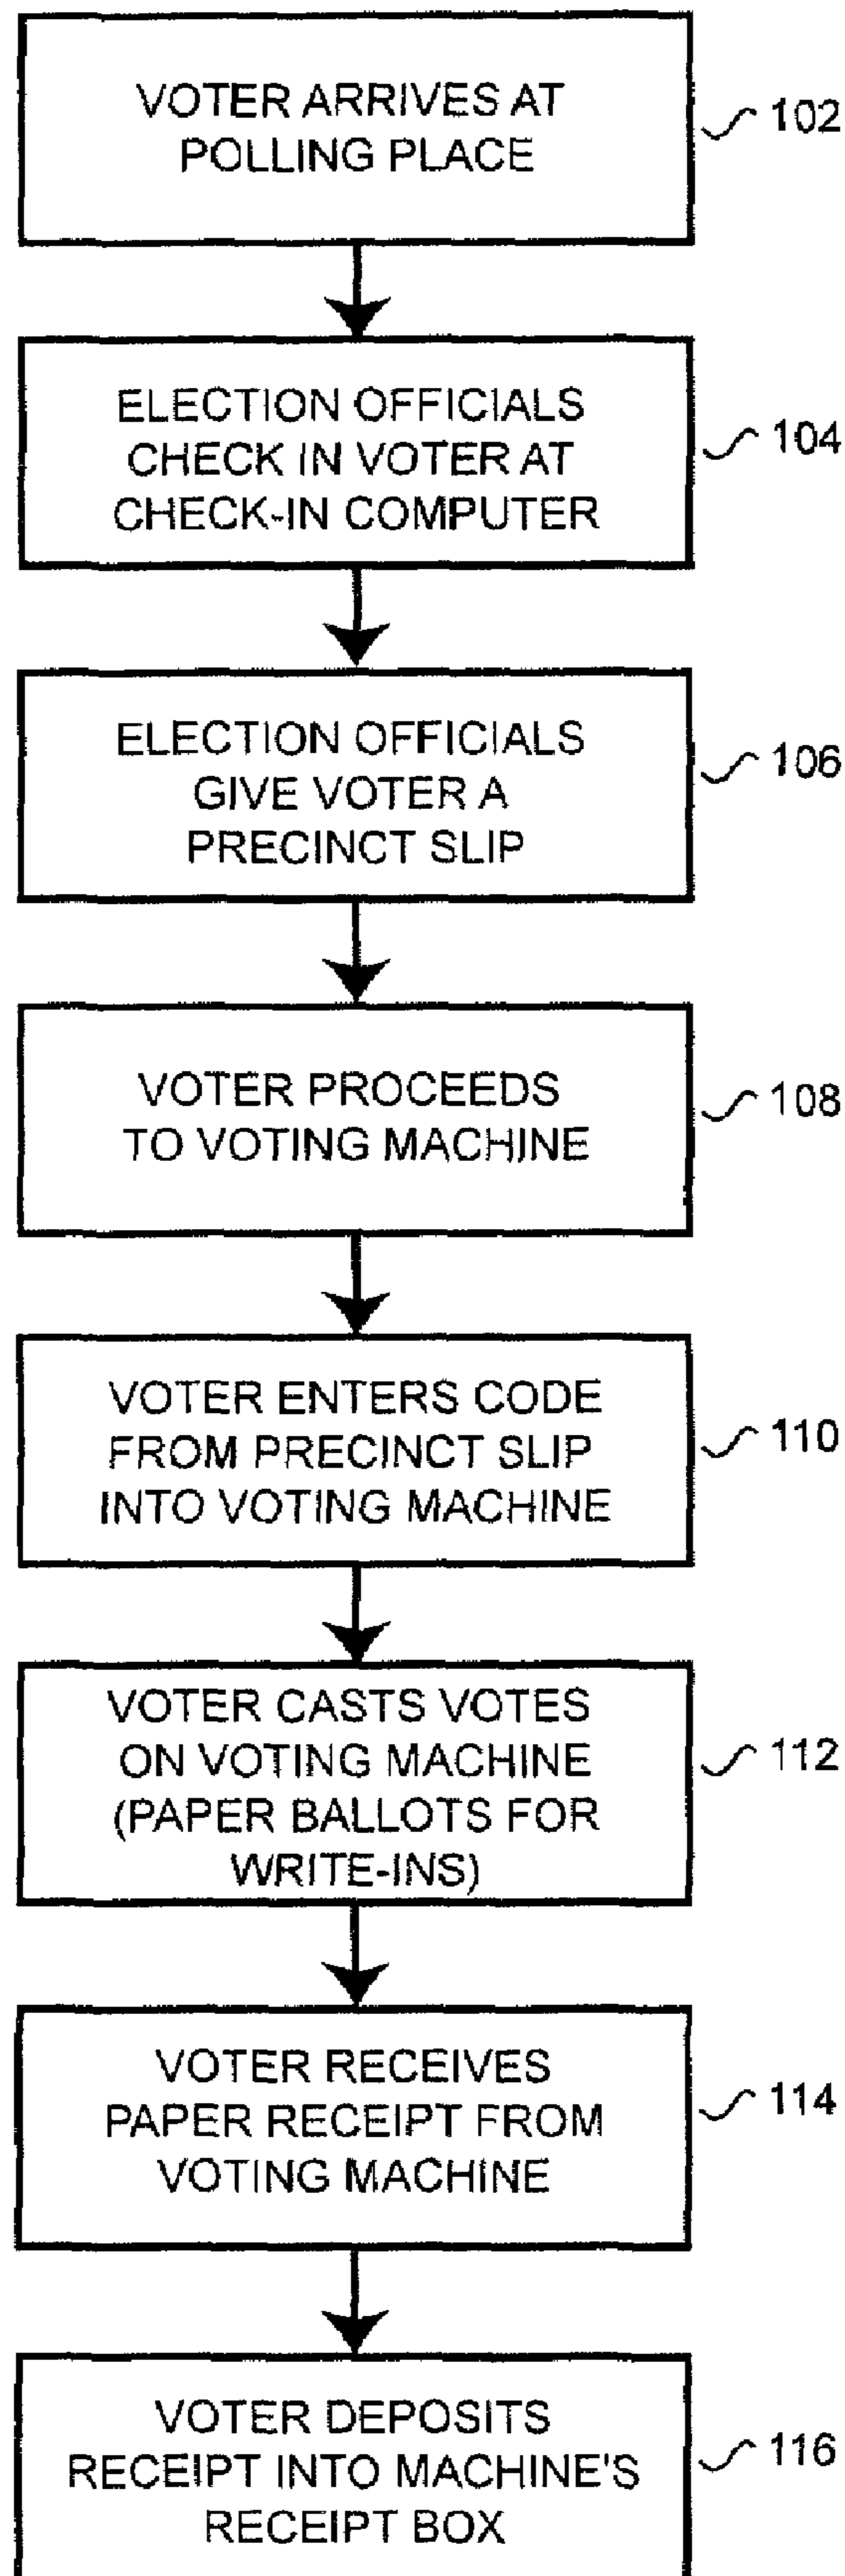 VOTER ARRIVES AT
POLLING PLACE
102
ELECTION OFFICIALS
CHECK IN VOTER AT
CHECK-IN COMPUTER
104
ELECTION OFFICIALS
GIVE VOTER A
PRECINCT SLIP
106
VOTER PROCEEDS
TO VOTING MACHINE
108
VOTER ENTERS CODE
FROM PRECINCT SLIP
INTO VOTING MACHINE
110
VOTER CASTS VOTES
ON VOTING MACHINE
(PAPER BALLOTS FOR
WRITE-INS)
112
VOTER RECEIVES
PAPER RECEIPT FROM
VOTING MACHINE
114
VOTER DEPOSITS
RECEIPT INTO MACHINE'S
RECEIPT BOX
116